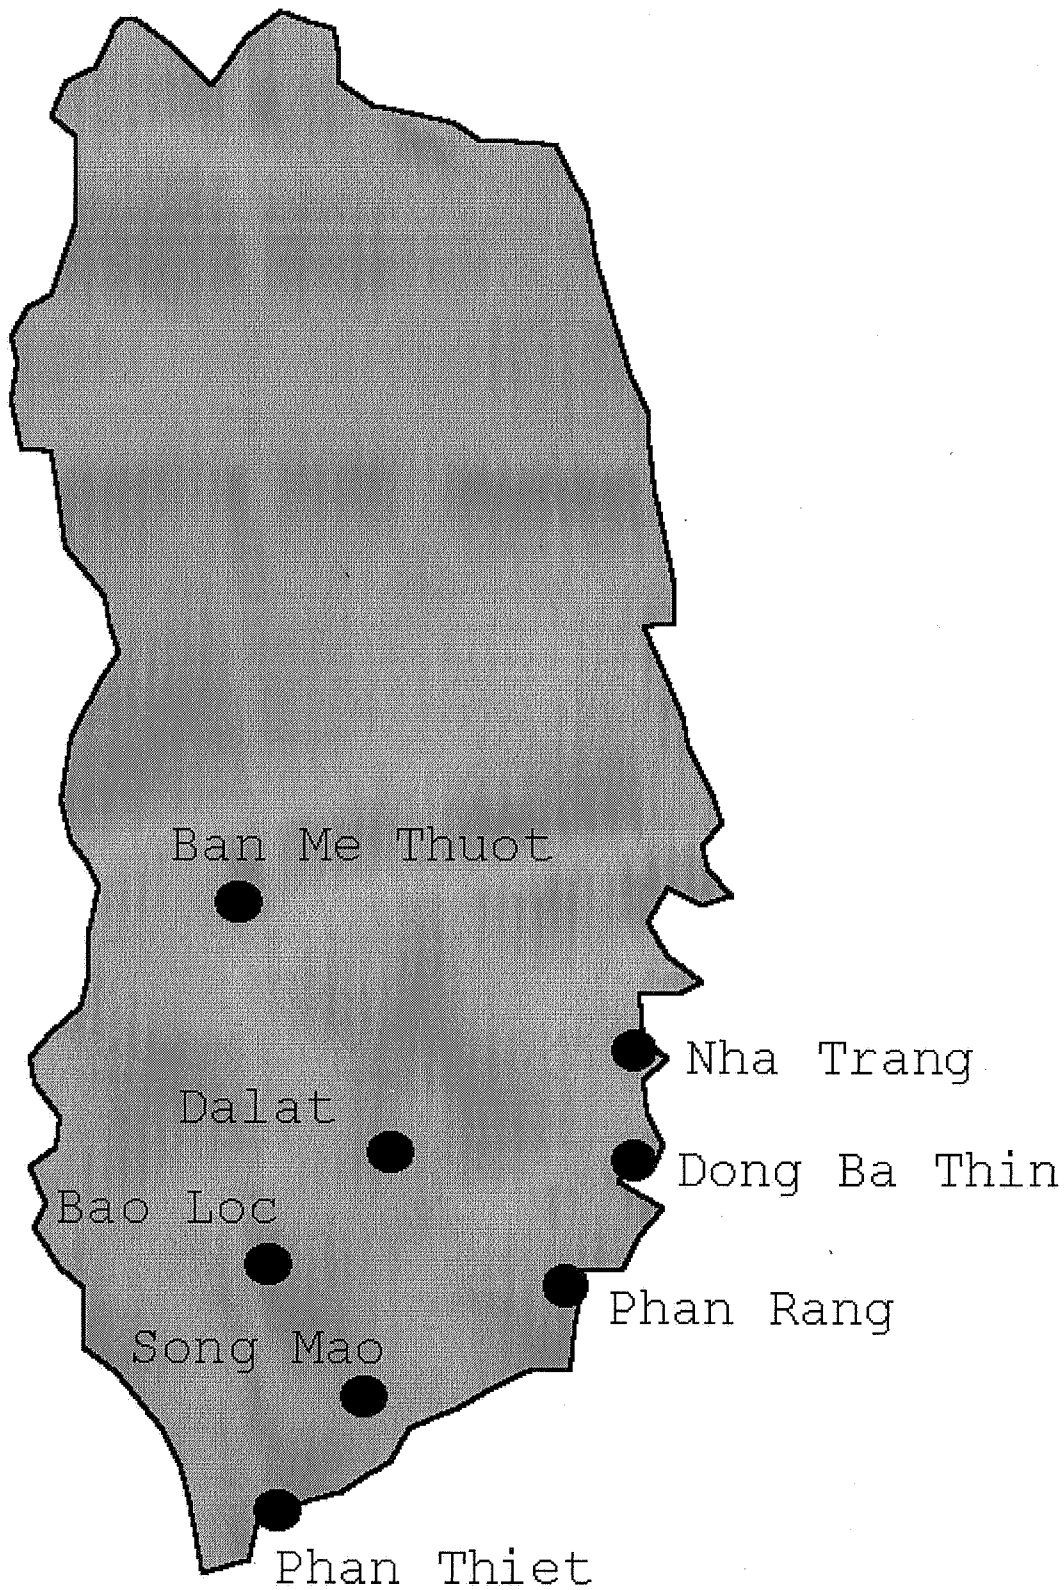 Ban Me Thuot
Nha Trang
Dalat
Dong Ba Thin
Bao Loc
Phan Rang
Song Mao
Phan Thiet